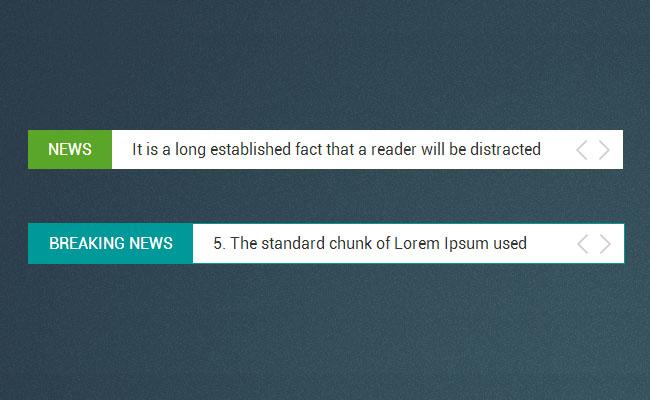 NEWS It is a long established fact that a reader will be distracted
BREAKING NEWS 5. The standard chunk of Lorem Ipsum used